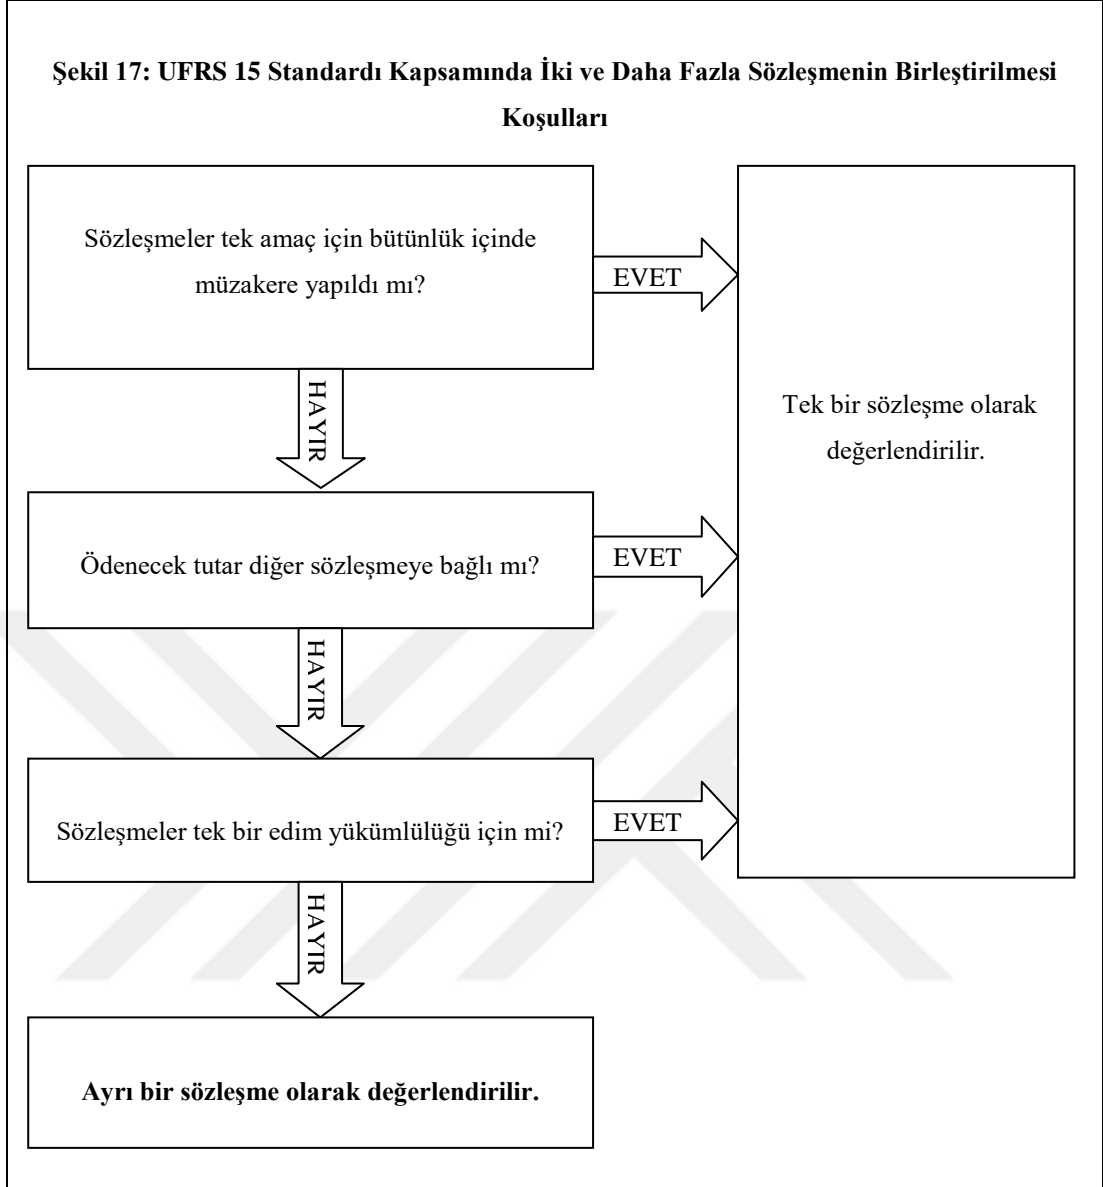 Şekil 17: UFRS 15 Standardı Kapsamında İki ve Daha Fazla Sözleşmenin Birleştirilmesi
Koşulları
Sözleşmeler tek amaç için bütünlük içinde
müzakere yapıldı mı?
EVET
Tek bir sözleşme olarak
değerlendirilir.
HAYIR
Ödenecek tutar diğer sözleşmeye bağlı mı?
EVET
HAYIR
Sözleşmeler tek bir edim yükümlülüğü için mi?
EVET
HAYIR
Ayrı bir sözleşme olarak değerlendirilir.